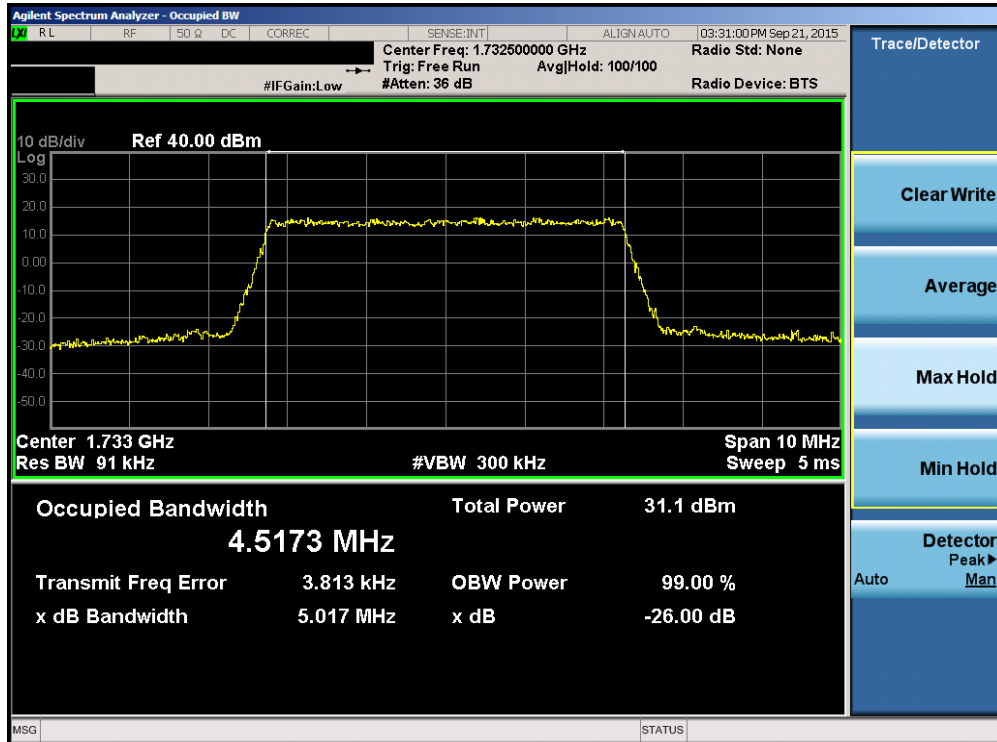 Agilent Spectrum Analyzer - Occupied BW
LXI RL RF 50 Ω DC CORREC SENSE:INT ALIGN AUTO 03:31:00 PM Sep 21, 2015
Center Freq: 1.732500000 GHz Radio Std: None
Trig: Free Run Avg|Hold: 100/100
#IFGain:Low #Atten: 36 dB Radio Device: BTS
10 dB/div Ref 40.00 dBm
Log
30.0
20.0
10.0
0.00
-10.0
-20.0
-30.0
-40.0
-50.0
Center 1.733 GHz Span 10 MHz
Res BW 91 kHz #VBW 300 kHz Sweep 5 ms
Occupied Bandwidth Total Power 31.1 dBm
4.5173 MHz
Transmit Freq Error 3.813 kHz OBW Power 99.00 %
x dB Bandwidth 5.017 MHz x dB -26.00 dB
MSG STATUS
Trace/Detector
Clear Write
Average
Max Hold
Min Hold
Detector
Peak▶
Auto Man